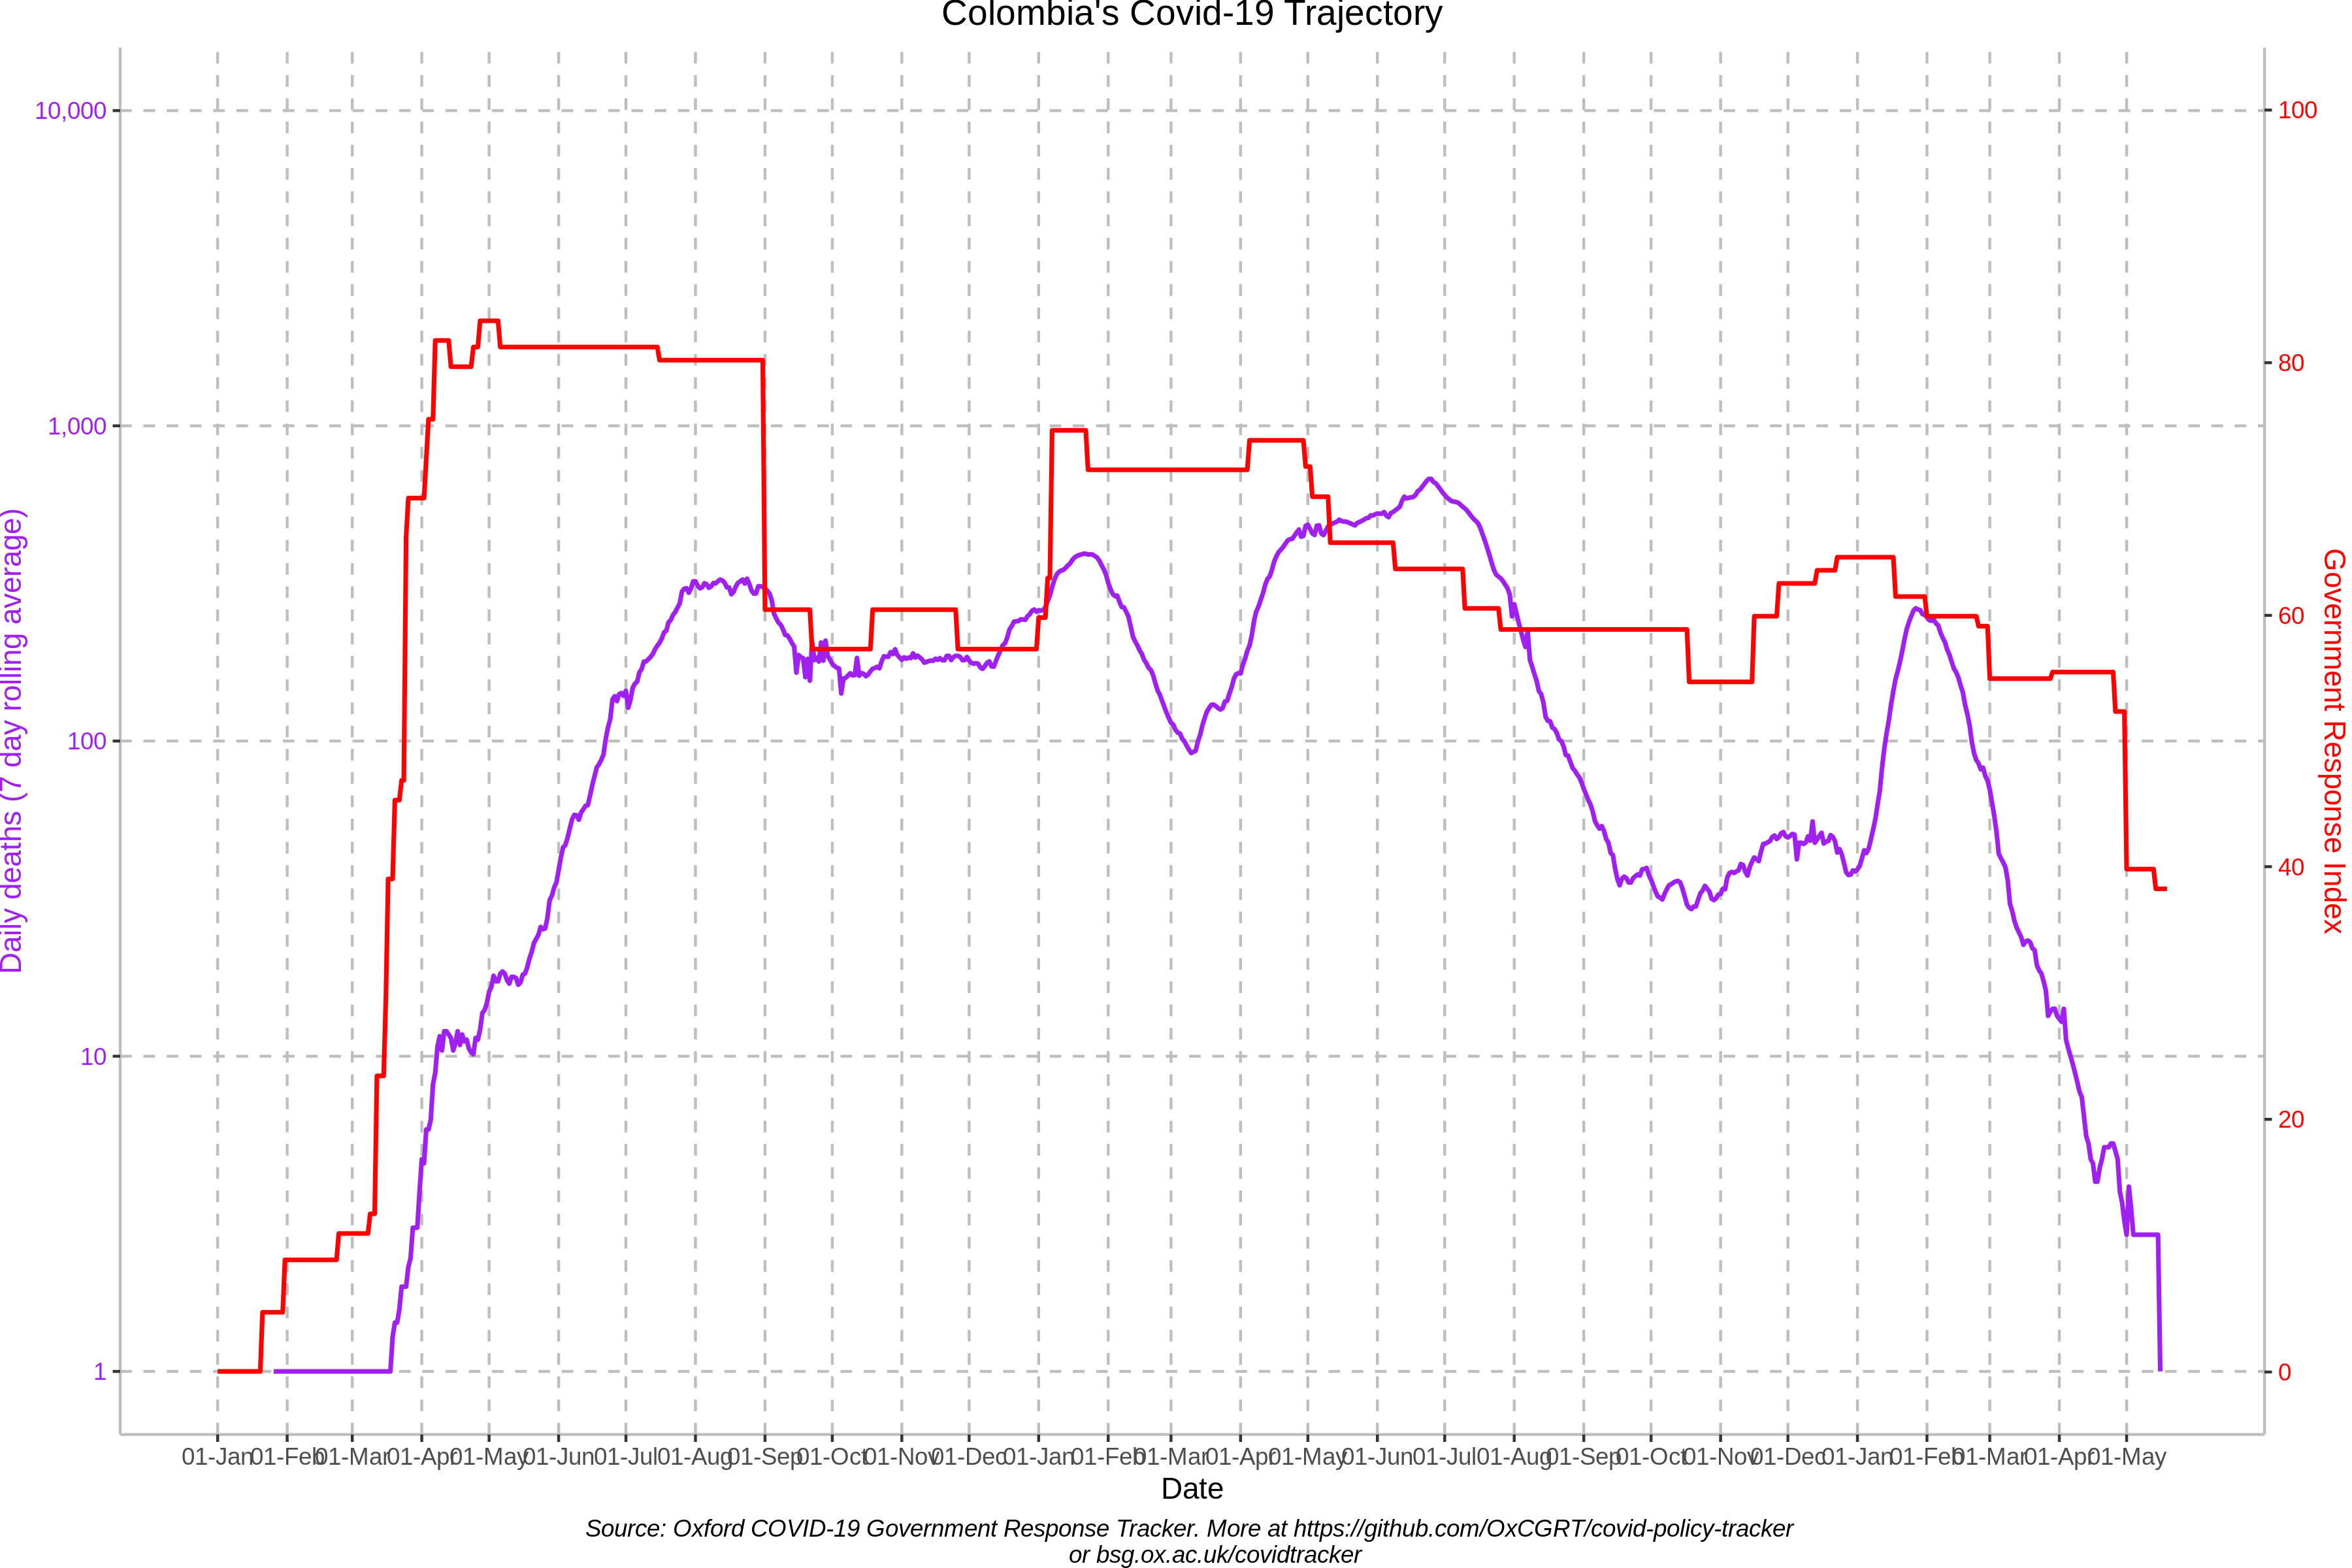 Colombia's Covid-19 Trajectory
10,000
1,000
100
10
1
Daily deaths (7 day rolling average)
100
80
60
40
20
0
Government Response Index
01-Jan 01-Feb 01-Mar 01-Apr 01-May 01-Jun 01-Jul 01-Aug 01-Sep 01-Oct 01-Nov 01-Dec 01-Jan 01-Feb 01-Mar 01-Apr 01-May 01-Jun 01-Jul 01-Aug 01-Sep 01-Oct 01-Nov 01-Dec 01-Jan 01-Feb 01-Mar 01-Apr 01-May
Date
Source: Oxford COVID-19 Government Response Tracker. More at https://github.com/OxCGRT/covid-policy-tracker
or bsg.ox.ac.uk/covidtracker